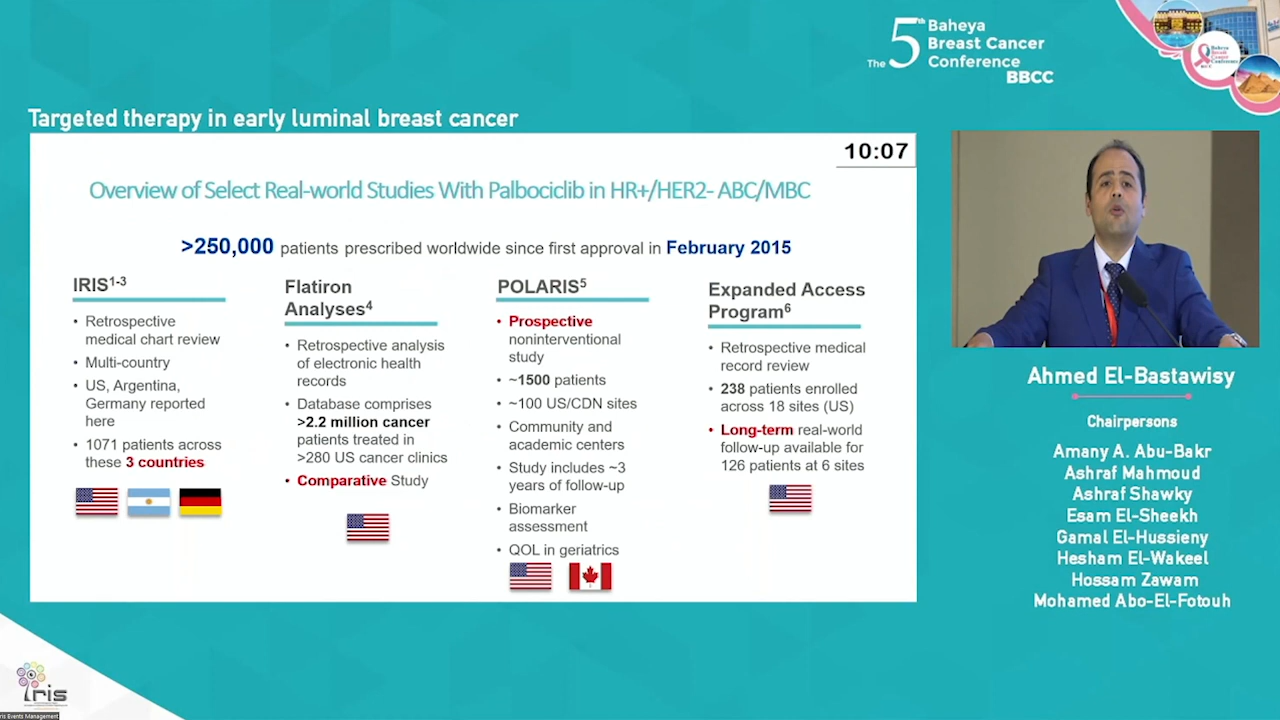 The 5th Baheya
Breast Cancer
Conference
BBCC
Targeted therapy in early luminal breast cancer
10:07
Overview of Select Real-world Studies With Palbociclib in HR+/HER2- ABC/MBC
>250,000 patients prescribed worldwide since first approval in February 2015
IRIS1-3
• Retrospective
medical chart review
• Multi-country
• US, Argentina,
Germany reported
here
• 1071 patients across
these 3 countries
Flatiron
Analyses4
• Retrospective analysis
of electronic health
records
• Database comprises
>2.2 million cancer
patients treated in
>280 US cancer clinics
• Comparative Study
POLARIS5
• Prospective
noninterventional
study
• ~1500 patients
• ~100 US/CDN sites
• Community and
academic centers
• Study includes ~3
years of follow-up
• Biomarker
assessment
• QOL in geriatrics
Expanded Access
Program6
• Retrospective medical
record review
• 238 patients enrolled
across 18 sites (US)
• Long-term real-world
follow-up available for
126 patients at 6 sites
Ahmed El-Bastawisy
Chairpersons
Amany A. Abu-Bakr
Ashraf Mahmoud
Ashraf Shawky
Esam El-Sheekh
Gamal El-Hussieny
Hesham El-Wakeel
Hossam Zawam
Mohamed Abo-El-Fotouh
iris
Iris Events Management